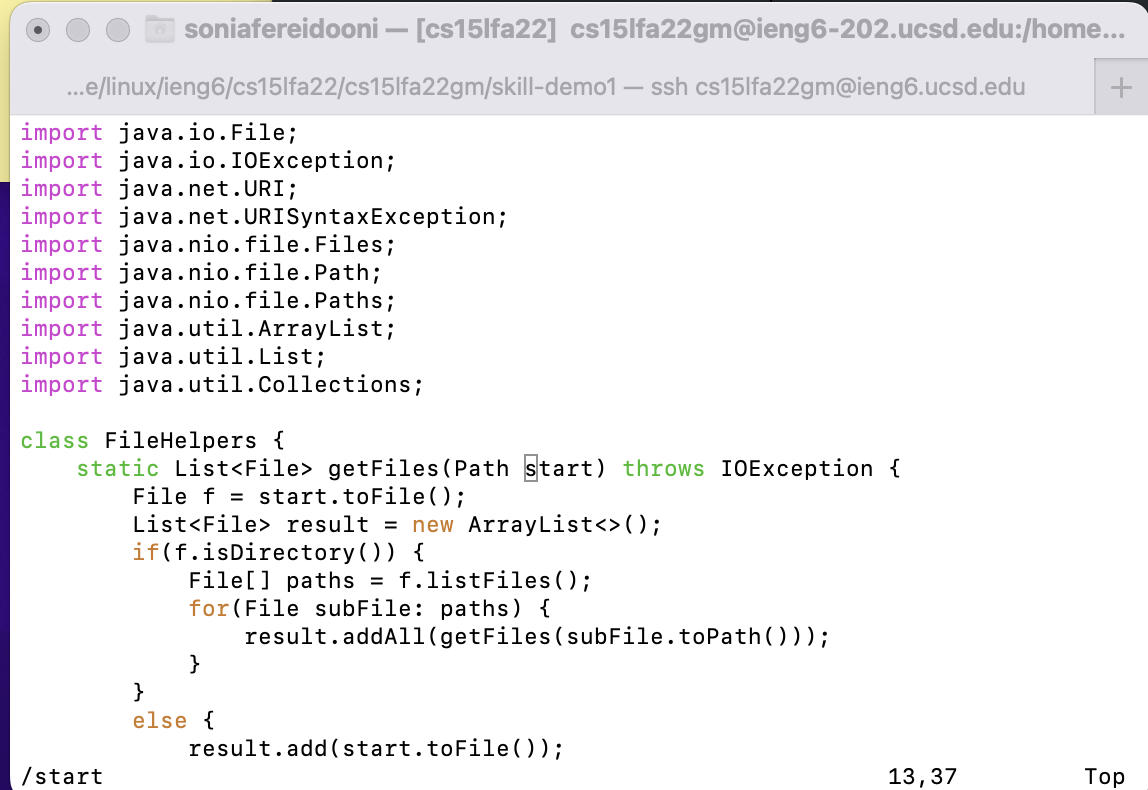 soniafereidooni — [cs15lfa22] cs15lfa22gm@ieng6-202.ucsd.edu:/home...
...e/linux/ieng6/cs15lfa22/cs15lfa22gm/skill-demo1 — ssh cs15lfa22gm@ieng6.ucsd.edu +
import java.io.File;
import java.io.IOException;
import java.net.URI;
import java.net.URISyntaxException;
import java.nio.file.Files;
import java.nio.file.Path;
import java.nio.file.Paths;
import java.util.ArrayList;
import java.util.List;
import java.util.Collections;

class FileHelpers {
    static List<File> getFiles(Path start) throws IOException {
        File f = start.toFile();
        List<File> result = new ArrayList<>();
        if(f.isDirectory()) {
            File[] paths = f.listFiles();
            for(File subFile: paths) {
                result.addAll(getFiles(subFile.toPath()));
            }
        }
        else {
            result.add(start.toFile());
/start 13,37 Top